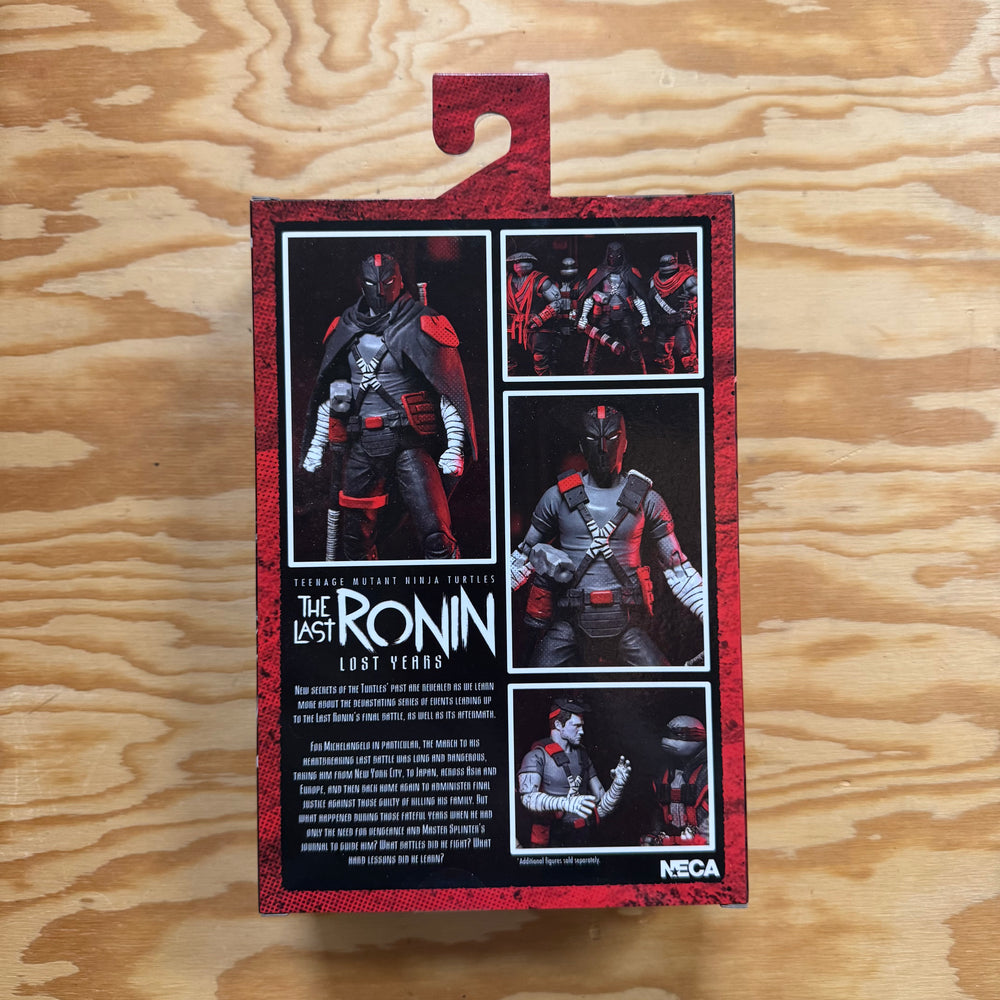 TEENAGE MUTANT NINJA TURTLES
THE LAST RONIN
LOST YEARS
NEW SECRETS OF THE TURTLES' PAST ARE REVEALED AS WE LEARN
MORE ABOUT THE DEVASTATING SERIES OF EVENTS LEADING UP
TO THE LAST RONIN'S FINAL BATTLE, AS WELL AS ITS AFTERMATH.
FOR MICHELANGELO IN PARTICULAR, THE MARCH TO HIS
HEARTBREAKING LAST BATTLE WAS LONG AND DANGEROUS,
TAKING HIM FROM NEW YORK CITY, TO JAPAN, ACROSS ASIA AND
EUROPE, AND THEN BACK HOME AGAIN TO ADMINISTER FINAL
JUSTICE AGAINST THOSE GUILTY OF KILLING HIS FAMILY. BUT
WHAT HAPPENED DURING THOSE FATEFUL YEARS WHEN HE HAD
ONLY THE NEED FOR VENGEANCE AND MASTER SPLINTER'S
JOURNAL TO GUIDE HIM? WHAT BATTLES DID HE FIGHT? WHAT
HARD LESSONS DID HE LEARN?
*Additional figures sold separately.
NECA